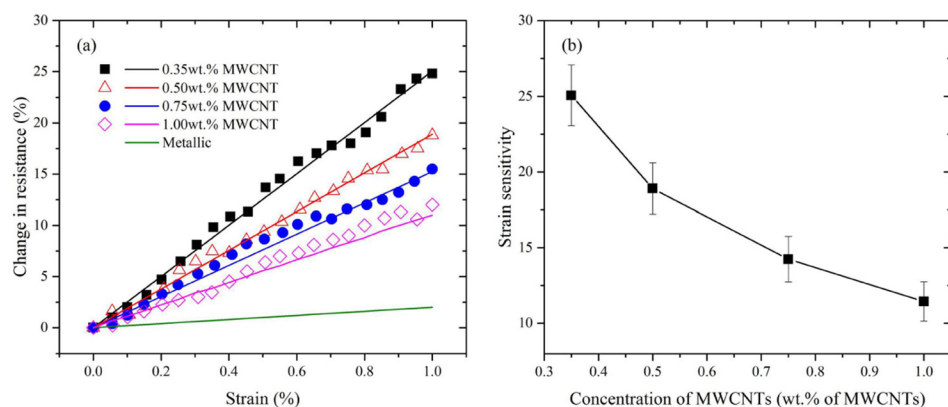 (a)
0.35wt.% MWCNT
0.50wt.% MWCNT
0.75wt.% MWCNT
1.00wt.% MWCNT
Metallic
Change in resistance (%)
30
25
20
15
10
5
0
0.0 0.2 0.4 0.6 0.8 1.0
Strain (%)
(b)
Strain sensitivity
30
25
20
15
10
0.3 0.4 0.5 0.6 0.7 0.8 0.9 1.0
Concentration of MWCNTs (wt.% of MWCNTs)